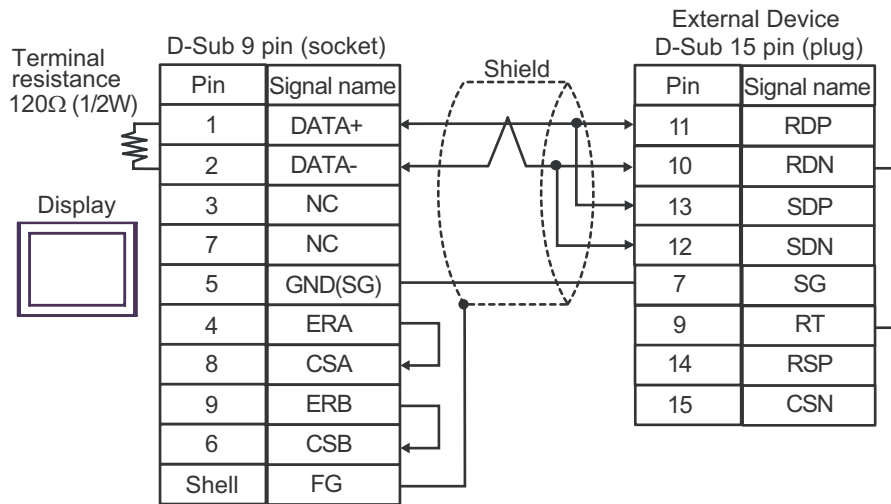 External Device
D-Sub 9 pin (socket)
D-Sub 15 pin (plug)
Terminal
resistance
120Ω (1/2W)
Shield
Display
Pin Signal name
1 DATA+
2 DATA-
3 NC
7 NC
5 GND(SG)
4 ERA
8 CSA
9 ERB
6 CSB
Shell FG
Pin Signal name
11 RDP
10 RDN
13 SDP
12 SDN
7 SG
9 RT
14 RSP
15 CSN